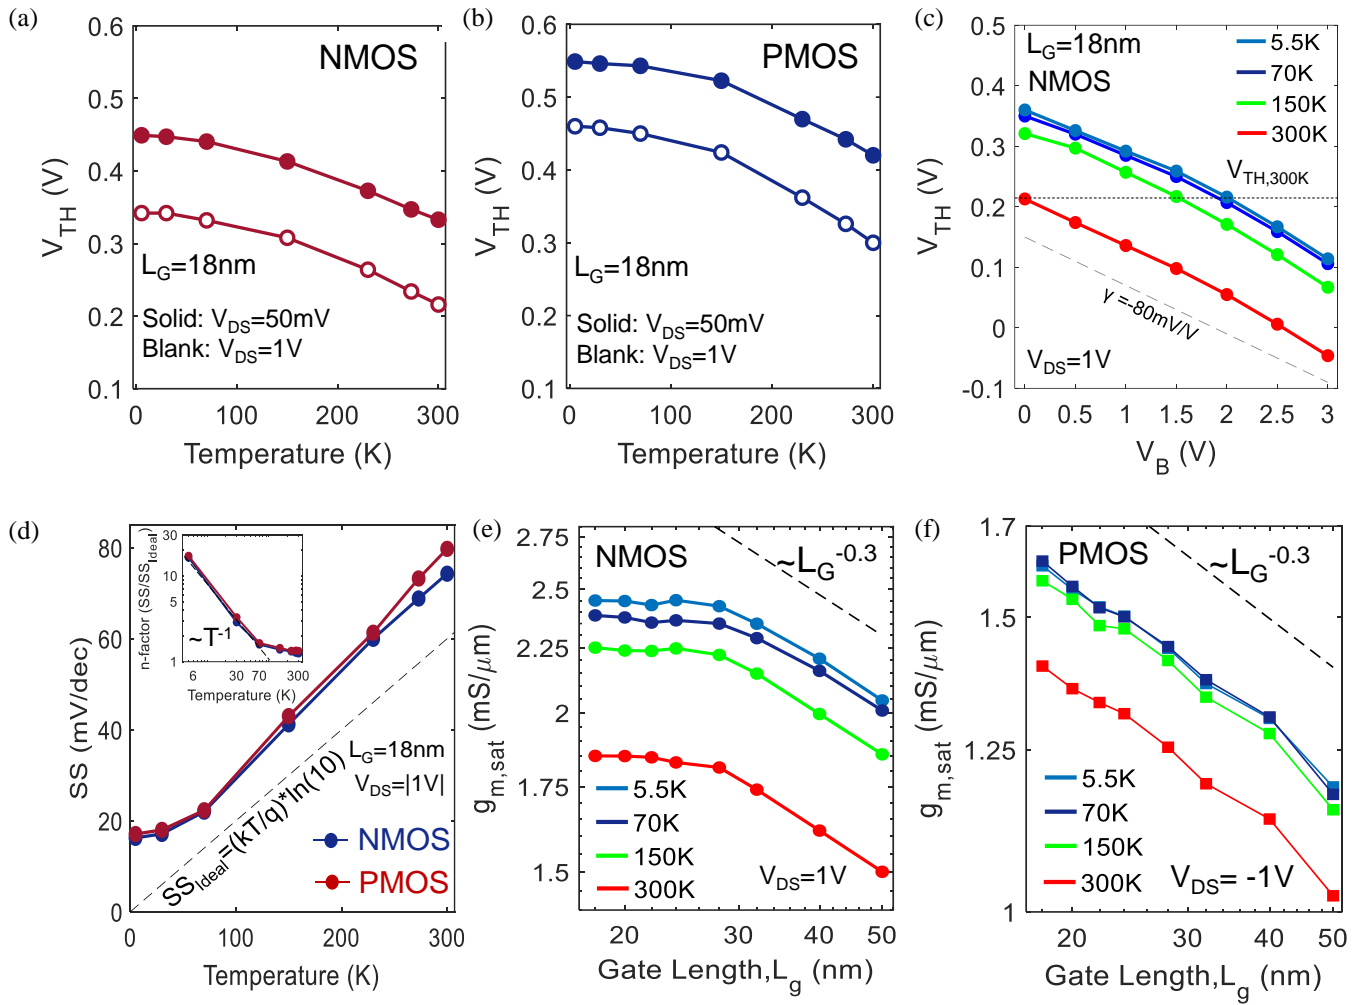 (a)
0.6
0.5
0.4
0.3
0.2
0.1
V_TH (V)
NMOS
L_G=18nm
Solid: V_DS=50mV
Blank: V_DS=1V
0 100 200 300
Temperature (K)
(b)
0.6
0.5
0.4
0.3
0.2
0.1
V_TH (V)
PMOS
L_G=18nm
Solid: V_DS=50mV
Blank: V_DS=1V
0 100 200 300
Temperature (K)
(c)
0.5
0.4
0.3
0.2
0.1
0
-0.1
V_TH (V)
L_G=18nm
NMOS
5.5K
70K
150K
300K
V_TH,300K
γ =-80mV/V
V_DS=1V
0 0.5 1 1.5 2 2.5 3
V_B (V)
(d)
80
60
40
20
0
SS (mV/dec)
n-factor (SS/SS_Ideal)
30
10
5
1
~T^-1
6 30 70 300
Temperature (K)
SS_Ideal=(kT/q)*ln(10)
L_G=18nm
V_DS=|1V|
NMOS
PMOS
0 100 200 300
Temperature (K)
(e)
2.75
2.5
2.25
2
1.75
1.5
g_m,sat (mS/μm)
NMOS
~L_G^-0.3
5.5K
70K
150K
300K
V_DS=1V
20 30 40 50
Gate Length,L_g (nm)
(f)
1.7
1.5
1.25
1
g_m,sat (mS/μm)
PMOS
~L_G^-0.3
5.5K
70K
150K
300K
V_DS= -1V
20 30 40 50
Gate Length,L_g (nm)